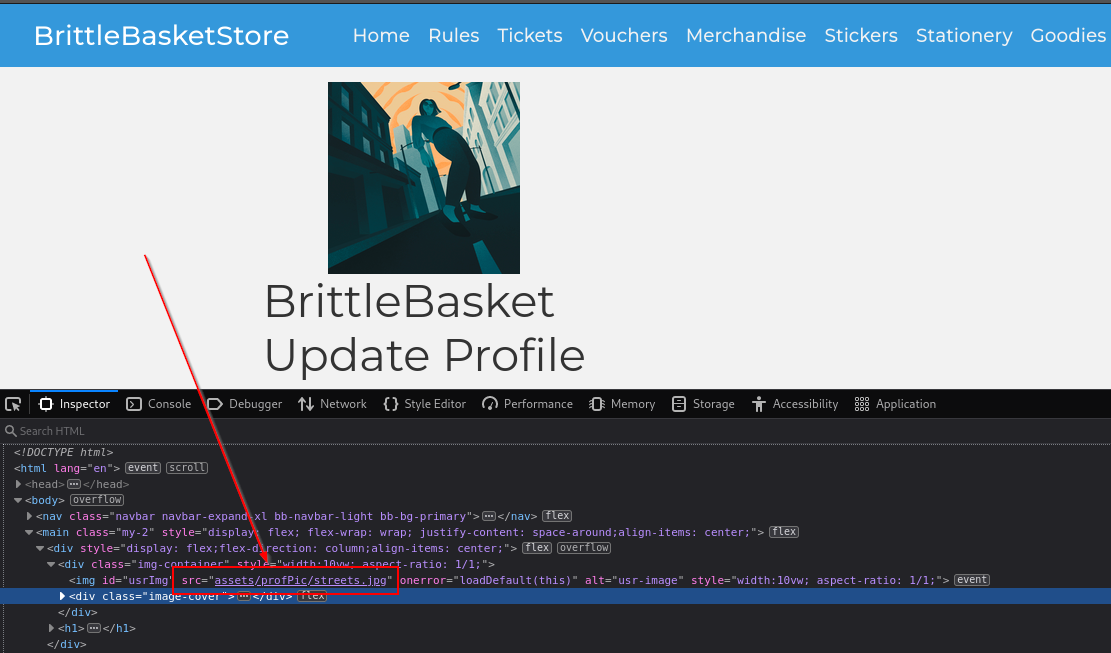 BrittleBasketStore Home Rules Tickets Vouchers Merchandise Stickers Stationery Goodies
BrittleBasket
Update Profile
Inspector Console Debugger Network Style Editor Performance Memory Storage Accessibility Application
Search HTML
<!DOCTYPE html>
<html lang="en"> event scroll
<head> ••• </head>
<body> overflow
<nav class="navbar navbar-expand-xl bb-navbar-light bb-bg-primary"> ••• </nav> flex
<main class="my-2" style="display: flex; flex-wrap: wrap; justify-content: space-around;align-items: center;"> flex
<div style="display: flex;flex-direction: column;align-items: center;"> flex overflow
<div class="img-container" style="width:10vw; aspect-ratio: 1/1;">
<img id="usrImg" src="assets/profPic/streets.jpg" onerror="loadDefault(this)" alt="usr-image" style="width:10vw; aspect-ratio: 1/1;"> event
<div class="image-cover"> ••• </div> flex
</div>
<h1> ••• </h1>
</div>